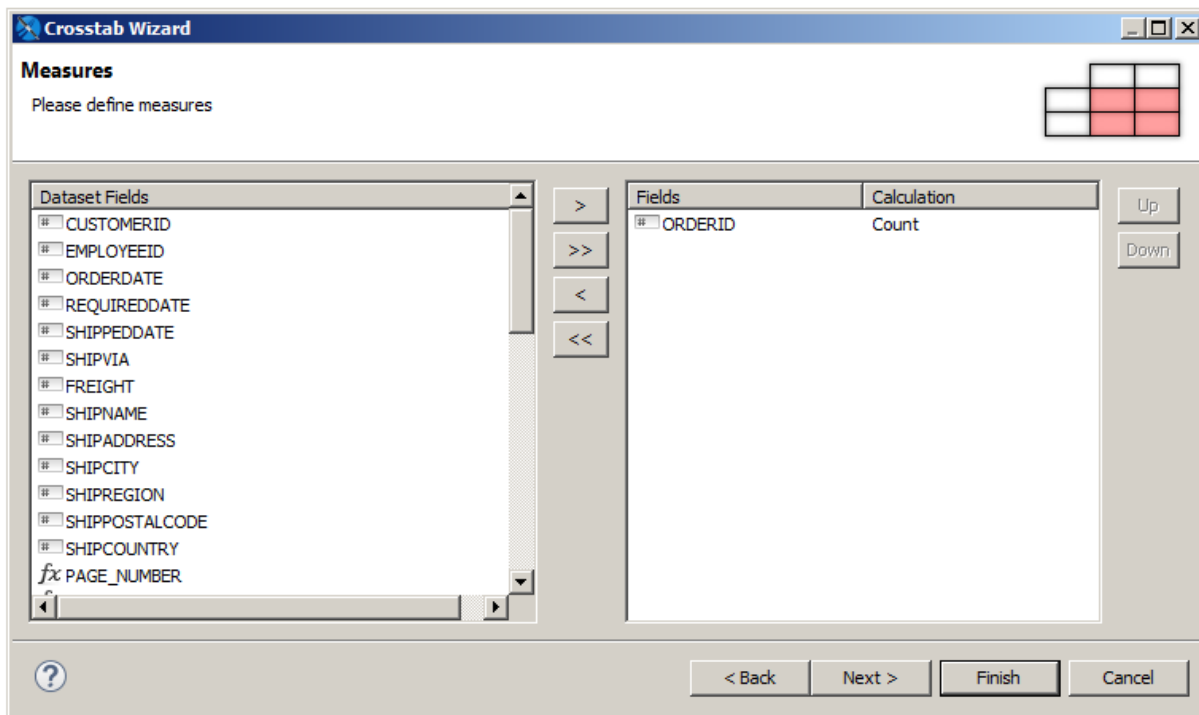 Crosstab Wizard
Measures
Please define measures
Dataset Fields
# CUSTOMERID
# EMPLOYEEID
# ORDERDATE
# REQUIREDDATE
# SHIPPEDDATE
# SHIPVIA
# FREIGHT
# SHIPNAME
# SHIPADDRESS
# SHIPCITY
# SHIPREGION
# SHIPPOSTALCODE
# SHIPCOUNTRY
fx PAGE_NUMBER
>
>>
<
<<
Fields Calculation
# ORDERID Count
Up
Down
?
< Back Next > Finish Cancel